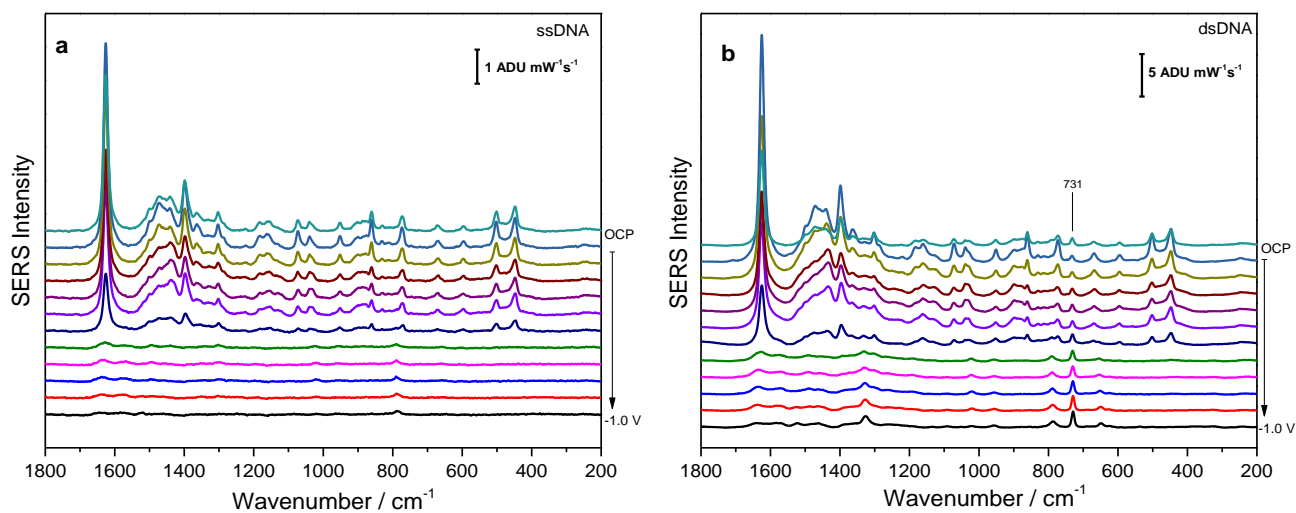 a
ssDNA
1 ADU mW⁻¹s⁻¹
SERS Intensity
OCP
-1.0 V
1800 1600 1400 1200 1000 800 600 400 200
Wavenumber / cm⁻¹
b
dsDNA
5 ADU mW⁻¹s⁻¹
731
SERS Intensity
OCP
-1.0 V
1800 1600 1400 1200 1000 800 600 400 200
Wavenumber / cm⁻¹